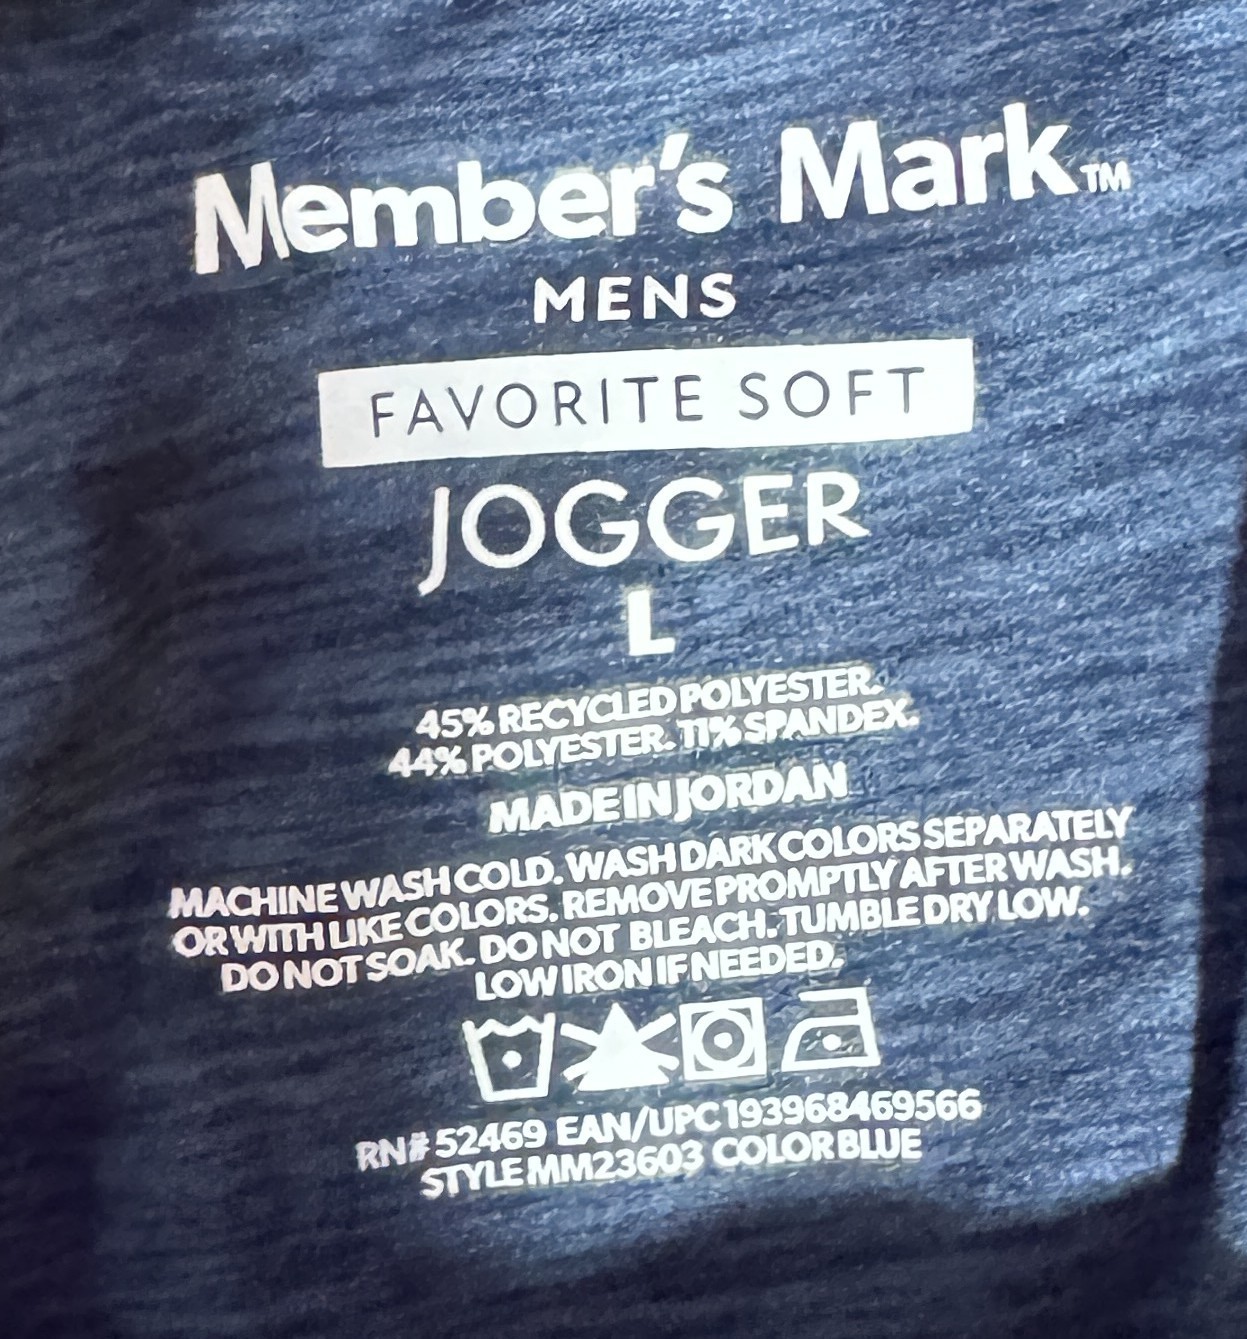 Member's Mark™
MENS
FAVORITE SOFT
JOGGER
L
45% RECYCLED POLYESTER.
44% POLYESTER. 11% SPANDEX.
MADE IN JORDAN
MACHINE WASH COLD. WASH DARK COLORS SEPARATELY
OR WITH LIKE COLORS. REMOVE PROMPTLY AFTER WASH.
DO NOT SOAK. DO NOT BLEACH. TUMBLE DRY LOW.
LOW IRON IF NEEDED.
RN# 52469 EAN/UPC 193968469566
STYLE MM23603 COLOR BLUE